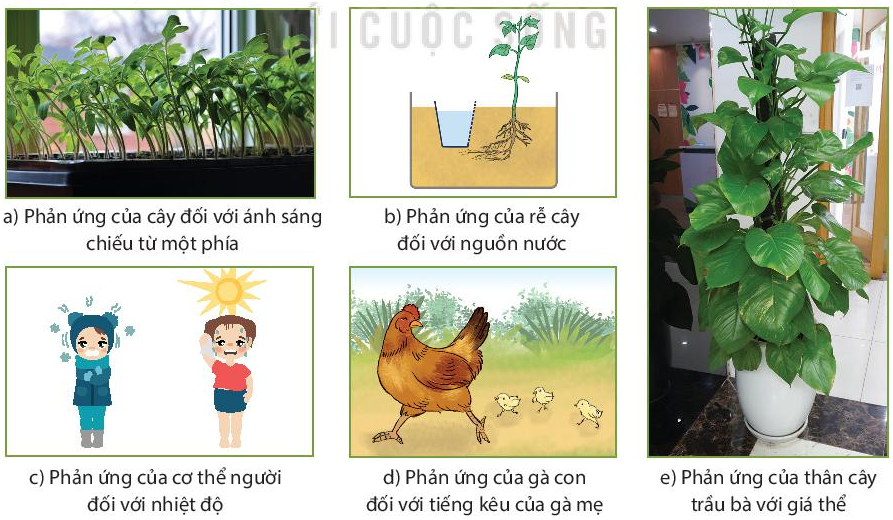 I CUỘC SỐNG
a) Phản ứng của cây đối với ánh sáng
chiếu từ một phía
b) Phản ứng của rễ cây
đối với nguồn nước
c) Phản ứng của cơ thể người
đối với nhiệt độ
d) Phản ứng của gà con
đối với tiếng kêu của gà mẹ
e) Phản ứng của thân cây
trầu bà với giá thể